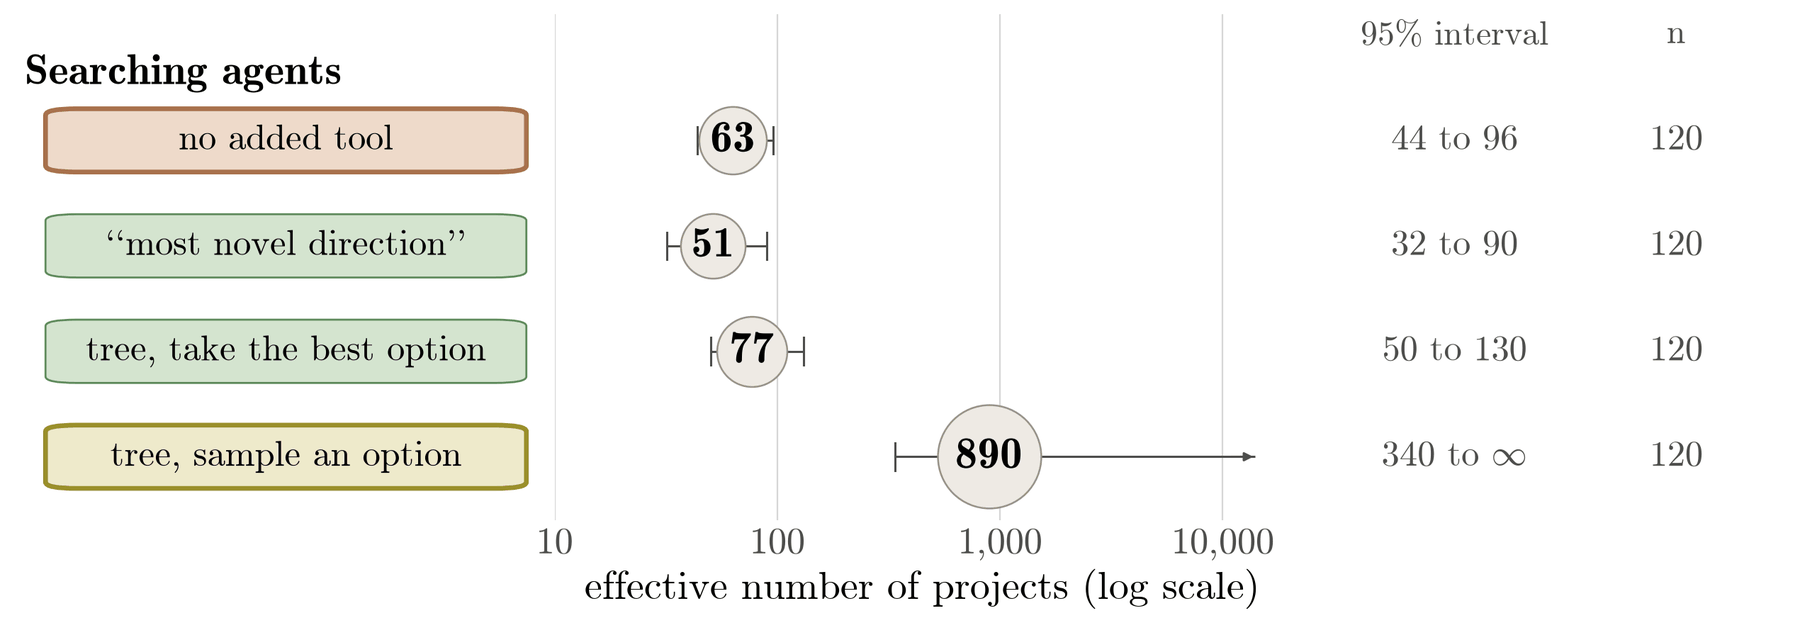 95% interval n
Searching agents
no added tool 63 44 to 96 120
“most novel direction” 51 32 to 90 120
tree, take the best option 77 50 to 130 120
tree, sample an option 890 340 to ∞ 120
10 100 1,000 10,000
effective number of projects (log scale)